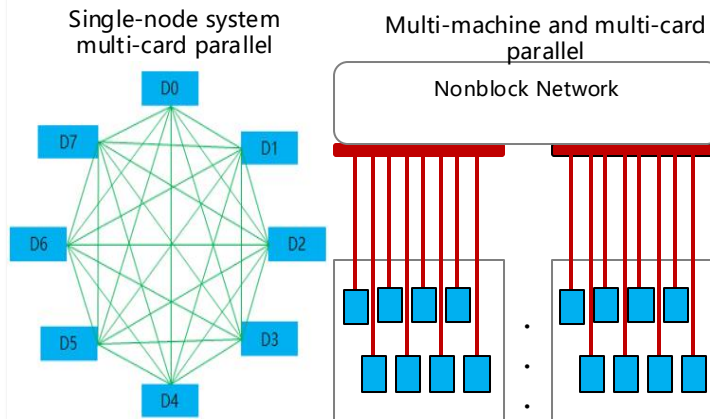 Single-node system
multi-card parallel
Multi-machine and multi-card
parallel
Nonblock Network
D0
D7
D1
D6
D2
D5
D3
D4